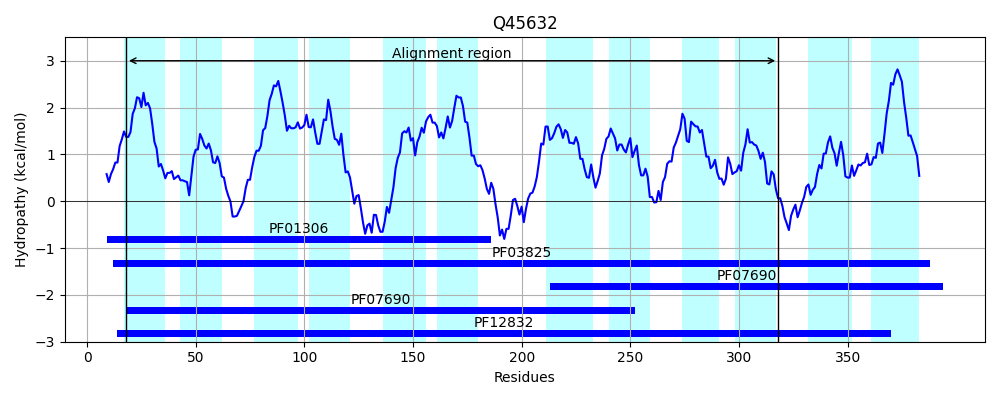 Q45632
Hydropathy (kcal/mol)
3
2
1
0
−1
−2
−3
Alignment region
PF01306
PF03825
PF07690
PF07690
PF12832
0 50 100 150 200 250 300 350
Residues